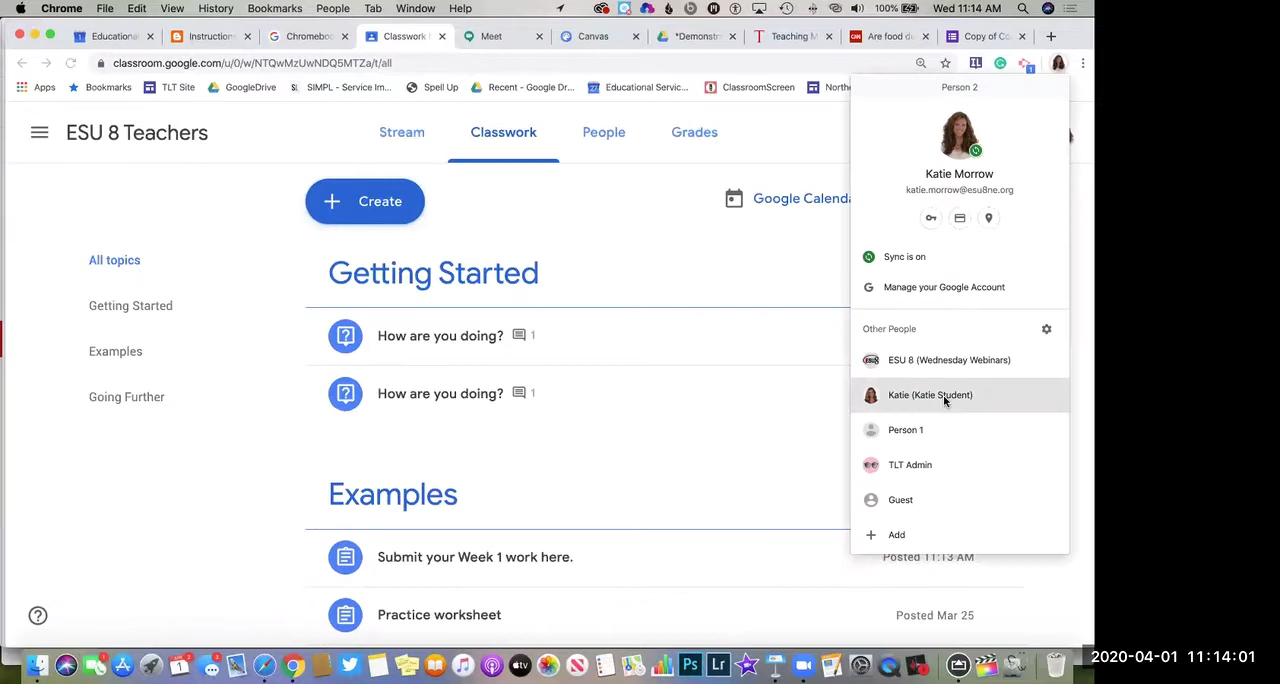 Chrome File Edit View History Bookmarks People Tab Window Help 100% Wed 11:14 AM
Educational Instruction Chromebo Classwork Meet Canvas *Demonst Teaching M Are food d Copy of Co
classroom.google.com/u/0/w/NTQwMzUwNDQ5MTZa/t/all
Apps Bookmarks TLT Site GoogleDrive SIMPL - Service Im... Spell Up Recent - Google Dr... Educational Servic... ClassroomScreen North
ESU 8 Teachers Stream Classwork People Grades
Create
Google Calenda
All topics
Getting Started
Examples
Going Further
Getting Started
How are you doing? 1
How are you doing? 1
Examples
Submit your Week 1 work here. Posted 11:13 AM
Practice worksheet Posted Mar 25
Person 2
Katie Morrow
katie.morrow@esu8ne.org
Sync is on
Manage your Google Account
Other People
ESU 8 (Wednesday Webinars)
Katie (Katie Student)
Person 1
TLT Admin
Guest
Add
tv Ps Lr
2020-04-01 11:14:01